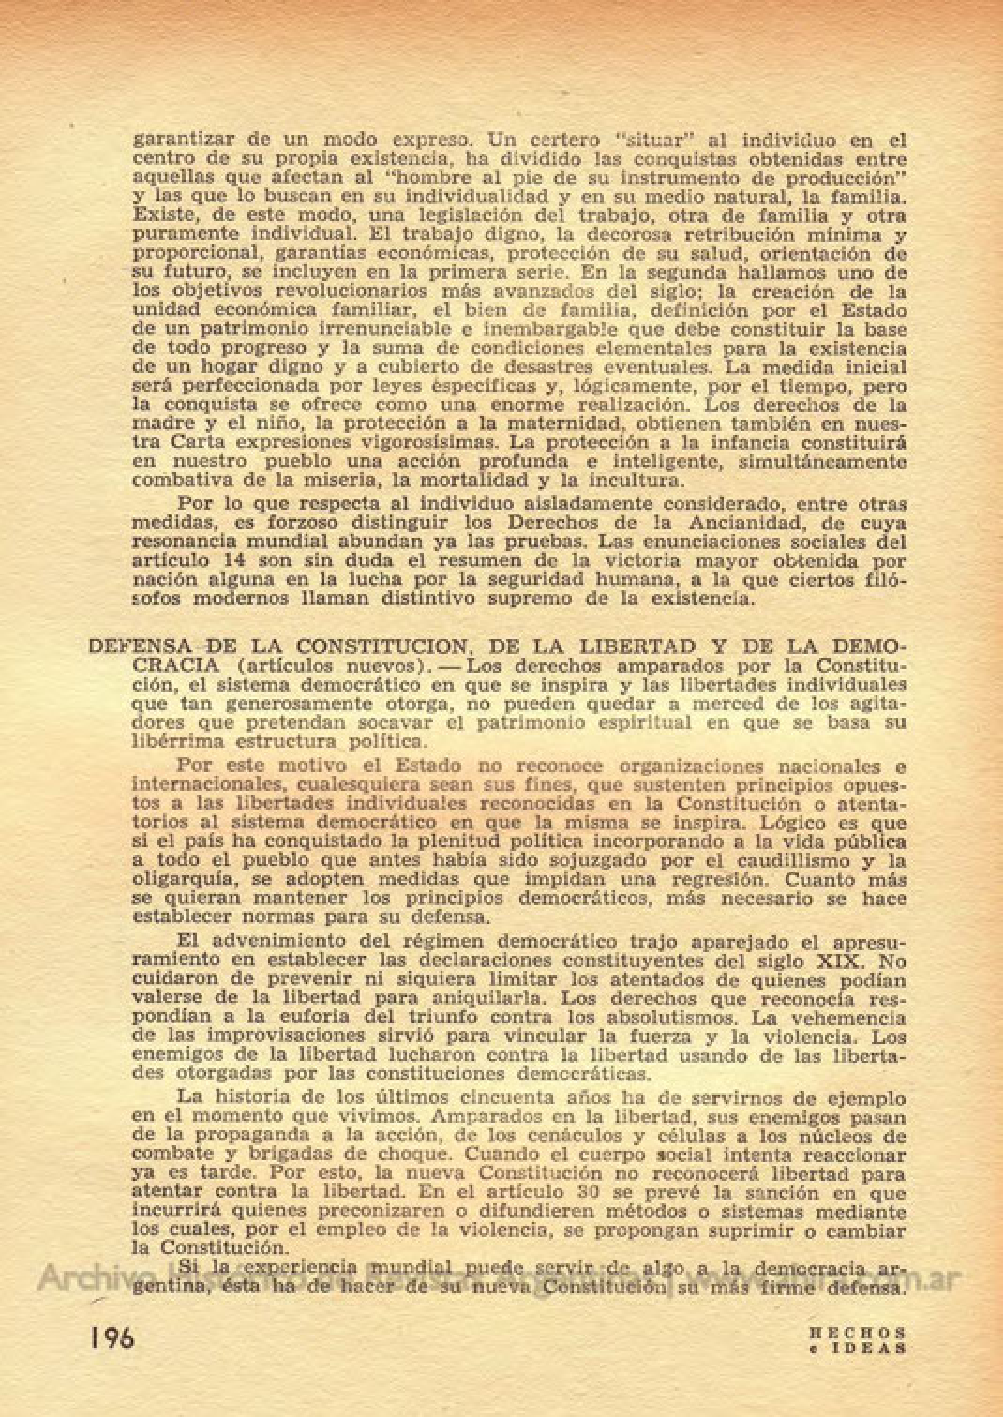 garantizar de un modo expreso. Un certero “situar” al individuo en el
centro de su propia existencia, ha dividido las conquistas obtenidas entre
aquellas que afectan al “hombre al pie de su instrumento de producción”
y las que lo buscan en su individualidad y en su medio natural, la familia.
Existe, de este modo, una legislación del trabajo, otra de familia y otra
puramente individual. El trabajo digno, la decorosa retribución mínima y
proporcional, garantías económicas, protección de su salud, orientación de
su futuro, se incluyen en la primera serie. En la segunda hallamos uno de
los objetivos revolucionarios más avanzados del siglo; la creación de la
unidad económica familiar, el bien de familia, definición por el Estado
de un patrimonio irrenunciable e inembargable que debe constituir la base
de todo progreso y la suma de condiciones elementales para la existencia
de un hogar digno y a cubierto de desastres eventuales. La medida inicial
será perfeccionada por leyes específicas y, lógicamente, por el tiempo, pero
la conquista se ofrece como una enorme realización. Los derechos de la
madre y el niño, la protección a la maternidad, obtienen también en nues-
tra Carta expresiones vigorosísimas. La protección a la infancia constituirá
en nuestro pueblo una acción profunda e inteligente, simultáneamente
combativa de la miseria, la mortalidad y la incultura.
Por lo que respecta al individuo aisladamente considerado, entre otras
medidas, es forzoso distinguir los Derechos de la Ancianidad, de cuya
resonancia mundial abundan ya las pruebas. Las enunciaciones sociales del
artículo 14 son sin duda el resumen de la victoria mayor obtenida por
nación alguna en la lucha por la seguridad humana, a la que ciertos filó-
sofos modernos llaman distintivo supremo de la existencia.
DEFENSA DE LA CONSTITUCION, DE LA LIBERTAD Y DE LA DEMO-
CRACIA (artículos nuevos). — Los derechos amparados por la Constitu-
ción, el sistema democrático en que se inspira y las libertades individuales
que tan generosamente otorga, no pueden quedar a merced de los agita-
dores que pretendan socavar el patrimonio espiritual en que se basa su
libérrima estructura política.
Por este motivo el Estado no reconoce organizaciones nacionales e
internacionales, cualesquiera sean sus fines, que sustenten principios opues-
tos a las libertades individuales reconocidas en la Constitución o atenta-
torios al sistema democrático en que la misma se inspira. Lógico es que
si el país ha conquistado la plenitud política incorporando a la vida pública
a todo el pueblo que antes había sido sojuzgado por el caudillismo y la
oligarquía, se adopten medidas que impidan una regresión. Cuanto más
se quieran mantener los principios democráticos, más necesario se hace
establecer normas para su defensa.
El advenimiento del régimen democrático trajo aparejado el apresu-
ramiento en establecer las declaraciones constituyentes del siglo XIX. No
cuidaron de prevenir ni siquiera limitar los atentados de quienes podían
valerse de la libertad para aniquilarla. Los derechos que reconocía res-
pondían a la euforia del triunfo contra los absolutismos. La vehemencia
de las improvisaciones sirvió para vincular la fuerza y la violencia. Los
enemigos de la libertad lucharon contra la libertad usando de las liberta-
des otorgadas por las constituciones democráticas.
La historia de los últimos cincuenta años ha de servirnos de ejemplo
en el momento que vivimos. Amparados en la libertad, sus enemigos pasan
de la propaganda a la acción, de los cenáculos y células a los núcleos de
combate y brigadas de choque. Cuando el cuerpo social intenta reaccionar
ya es tarde. Por esto, la nueva Constitución no reconocerá libertad para
atentar contra la libertad. En el artículo 30 se prevé la sanción en que
incurrirá quienes preconizaren o difundieren métodos o sistemas mediante
los cuales, por el empleo de la violencia, se propongan suprimir o cambiar
la Constitución.
Si la experiencia mundial puede servir de algo a la democracia ar-
gentina, ésta ha de hacer de su nueva Constitución su más firme defensa.
196
HECHOS
e IDEAS